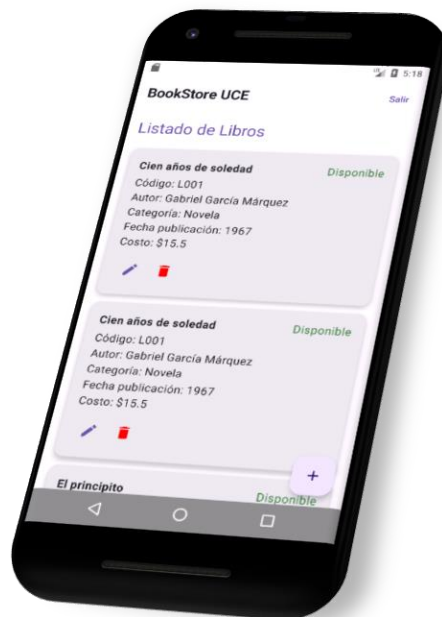 5:18
BookStore UCE
Salir
Listado de Libros
Cien años de soledad
Disponible
Código: L001
Autor: Gabriel García Márquez
Categoría: Novela
Fecha publicación: 1967
Costo: $15.5
Cien años de soledad
Disponible
Código: L001
Autor: Gabriel García Márquez
Categoría: Novela
Fecha publicación: 1967
Costo: $15.5
+
El principito
Disponible